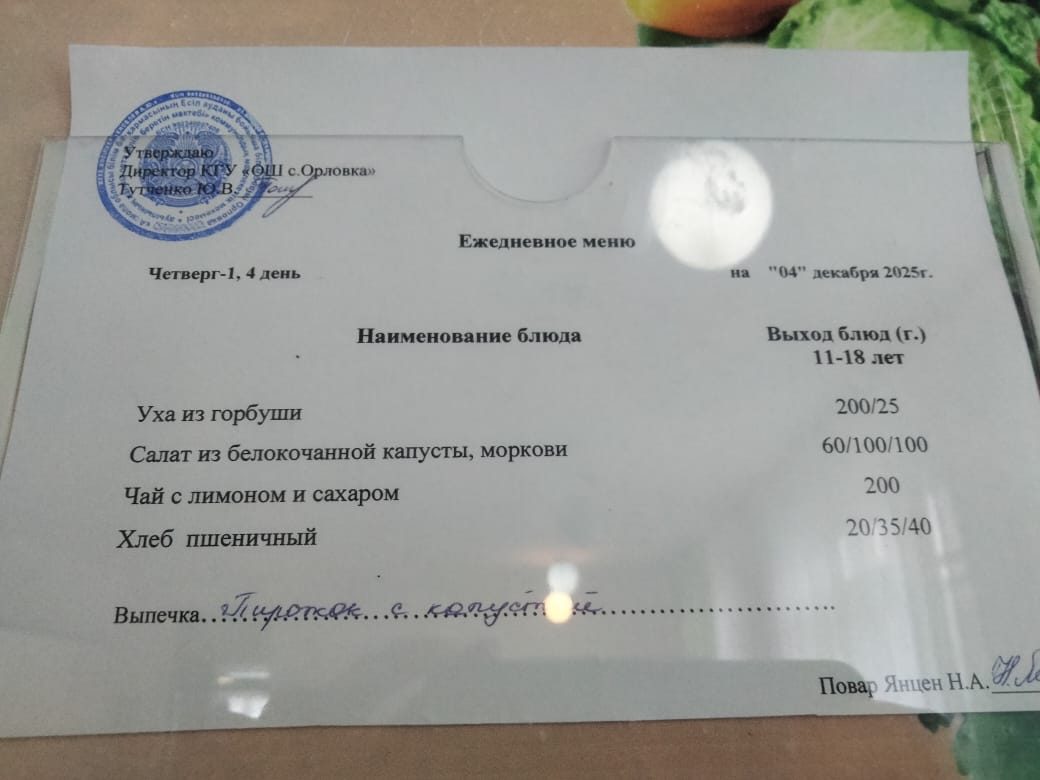 Утверждаю
Директор КГУ «ОШ с.Орловка»
Тутченко Ю.В.
Ежедневное меню
Четверг-1, 4 день на "04" декабря 2025г.
Наименование блюда Выход блюд (г.)
11-18 лет
Уха из горбуши 200/25
Салат из белокочанной капусты, моркови 60/100/100
Чай с лимоном и сахаром 200
Хлеб пшеничный 20/35/40
Выпечка...Пирожок с капустой...
Повар Янцен Н.А.